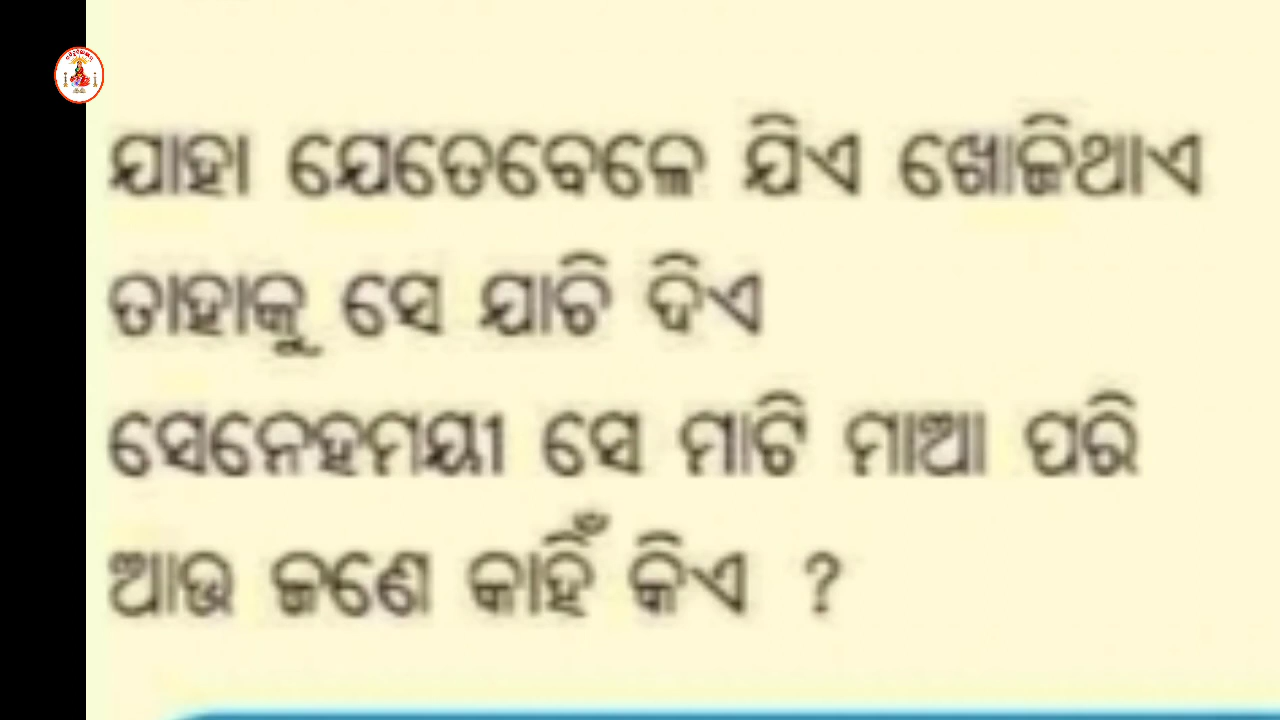 ଯାହା ଯେତେବେଳେ ଯିଏ ଖୋଜିଥାଏ
ତାହାକୁ ସେ ଯାଚି ଦିଏ
ସେନେହମୟୀ ସେ ମାଟି ମାଆ ପରି
ଆଉ ଜଣେ କାହିଁ କିଏ ?